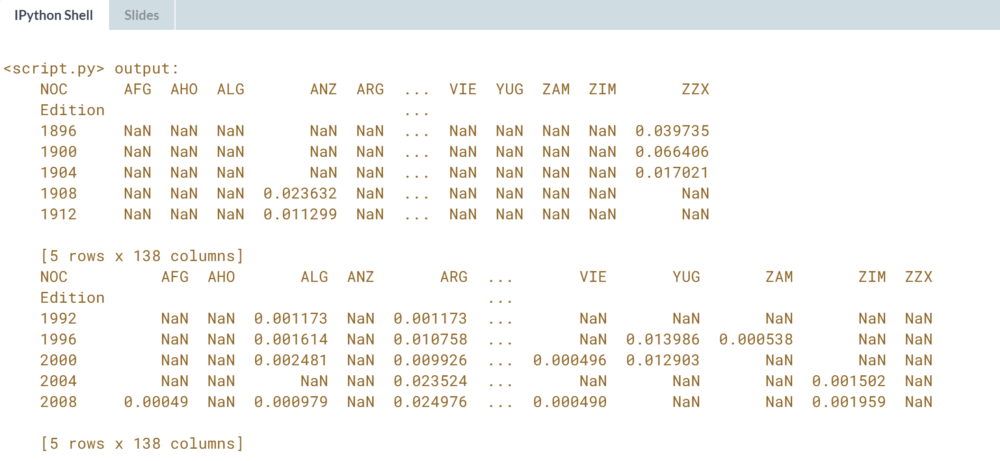 IPython Shell Slides
<script.py> output:
NOC AFG AHO ALG ANZ ARG ... VIE YUG ZAM ZIM ZZX
Edition ...
1896 NaN NaN NaN NaN NaN ... NaN NaN NaN NaN 0.039735
1900 NaN NaN NaN NaN NaN ... NaN NaN NaN NaN 0.066406
1904 NaN NaN NaN NaN NaN ... NaN NaN NaN NaN 0.017021
1908 NaN NaN NaN 0.023632 NaN ... NaN NaN NaN NaN NaN
1912 NaN NaN NaN 0.011299 NaN ... NaN NaN NaN NaN NaN
[5 rows x 138 columns]
NOC AFG AHO ALG ANZ ARG ... VIE YUG ZAM ZIM ZZX
Edition ...
1992 NaN NaN 0.001173 NaN 0.001173 ... NaN NaN NaN NaN NaN
1996 NaN NaN 0.001614 NaN 0.010758 ... NaN 0.013986 0.000538 NaN NaN
2000 NaN NaN 0.002481 NaN 0.009926 ... 0.000496 0.012903 NaN NaN NaN
2004 NaN NaN NaN NaN 0.023524 ... NaN NaN NaN 0.001502 NaN
2008 0.00049 NaN 0.000979 NaN 0.024976 ... 0.000490 NaN NaN 0.001959 NaN
[5 rows x 138 columns]